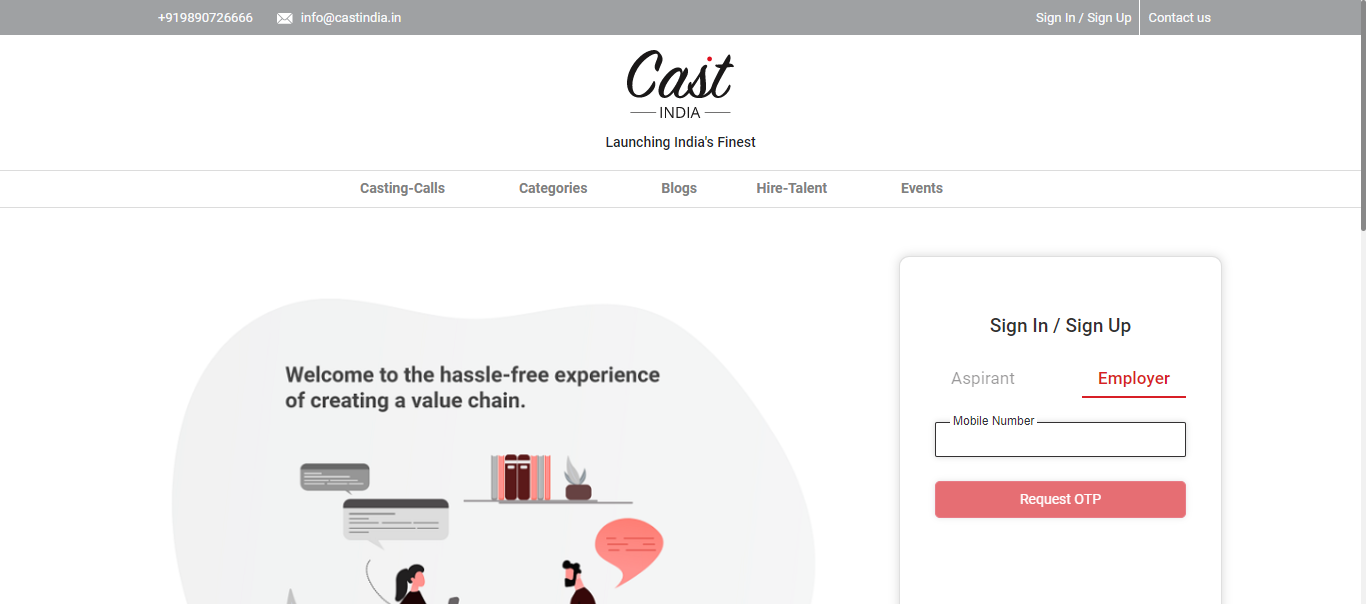 +919890726666 info@castindia.in Sign In / Sign Up Contact us
Cast
INDIA
Launching India's Finest
Casting-Calls Categories Blogs Hire-Talent Events
Welcome to the hassle-free experience
of creating a value chain.
Sign In / Sign Up
Aspirant Employer
Mobile Number
Request OTP